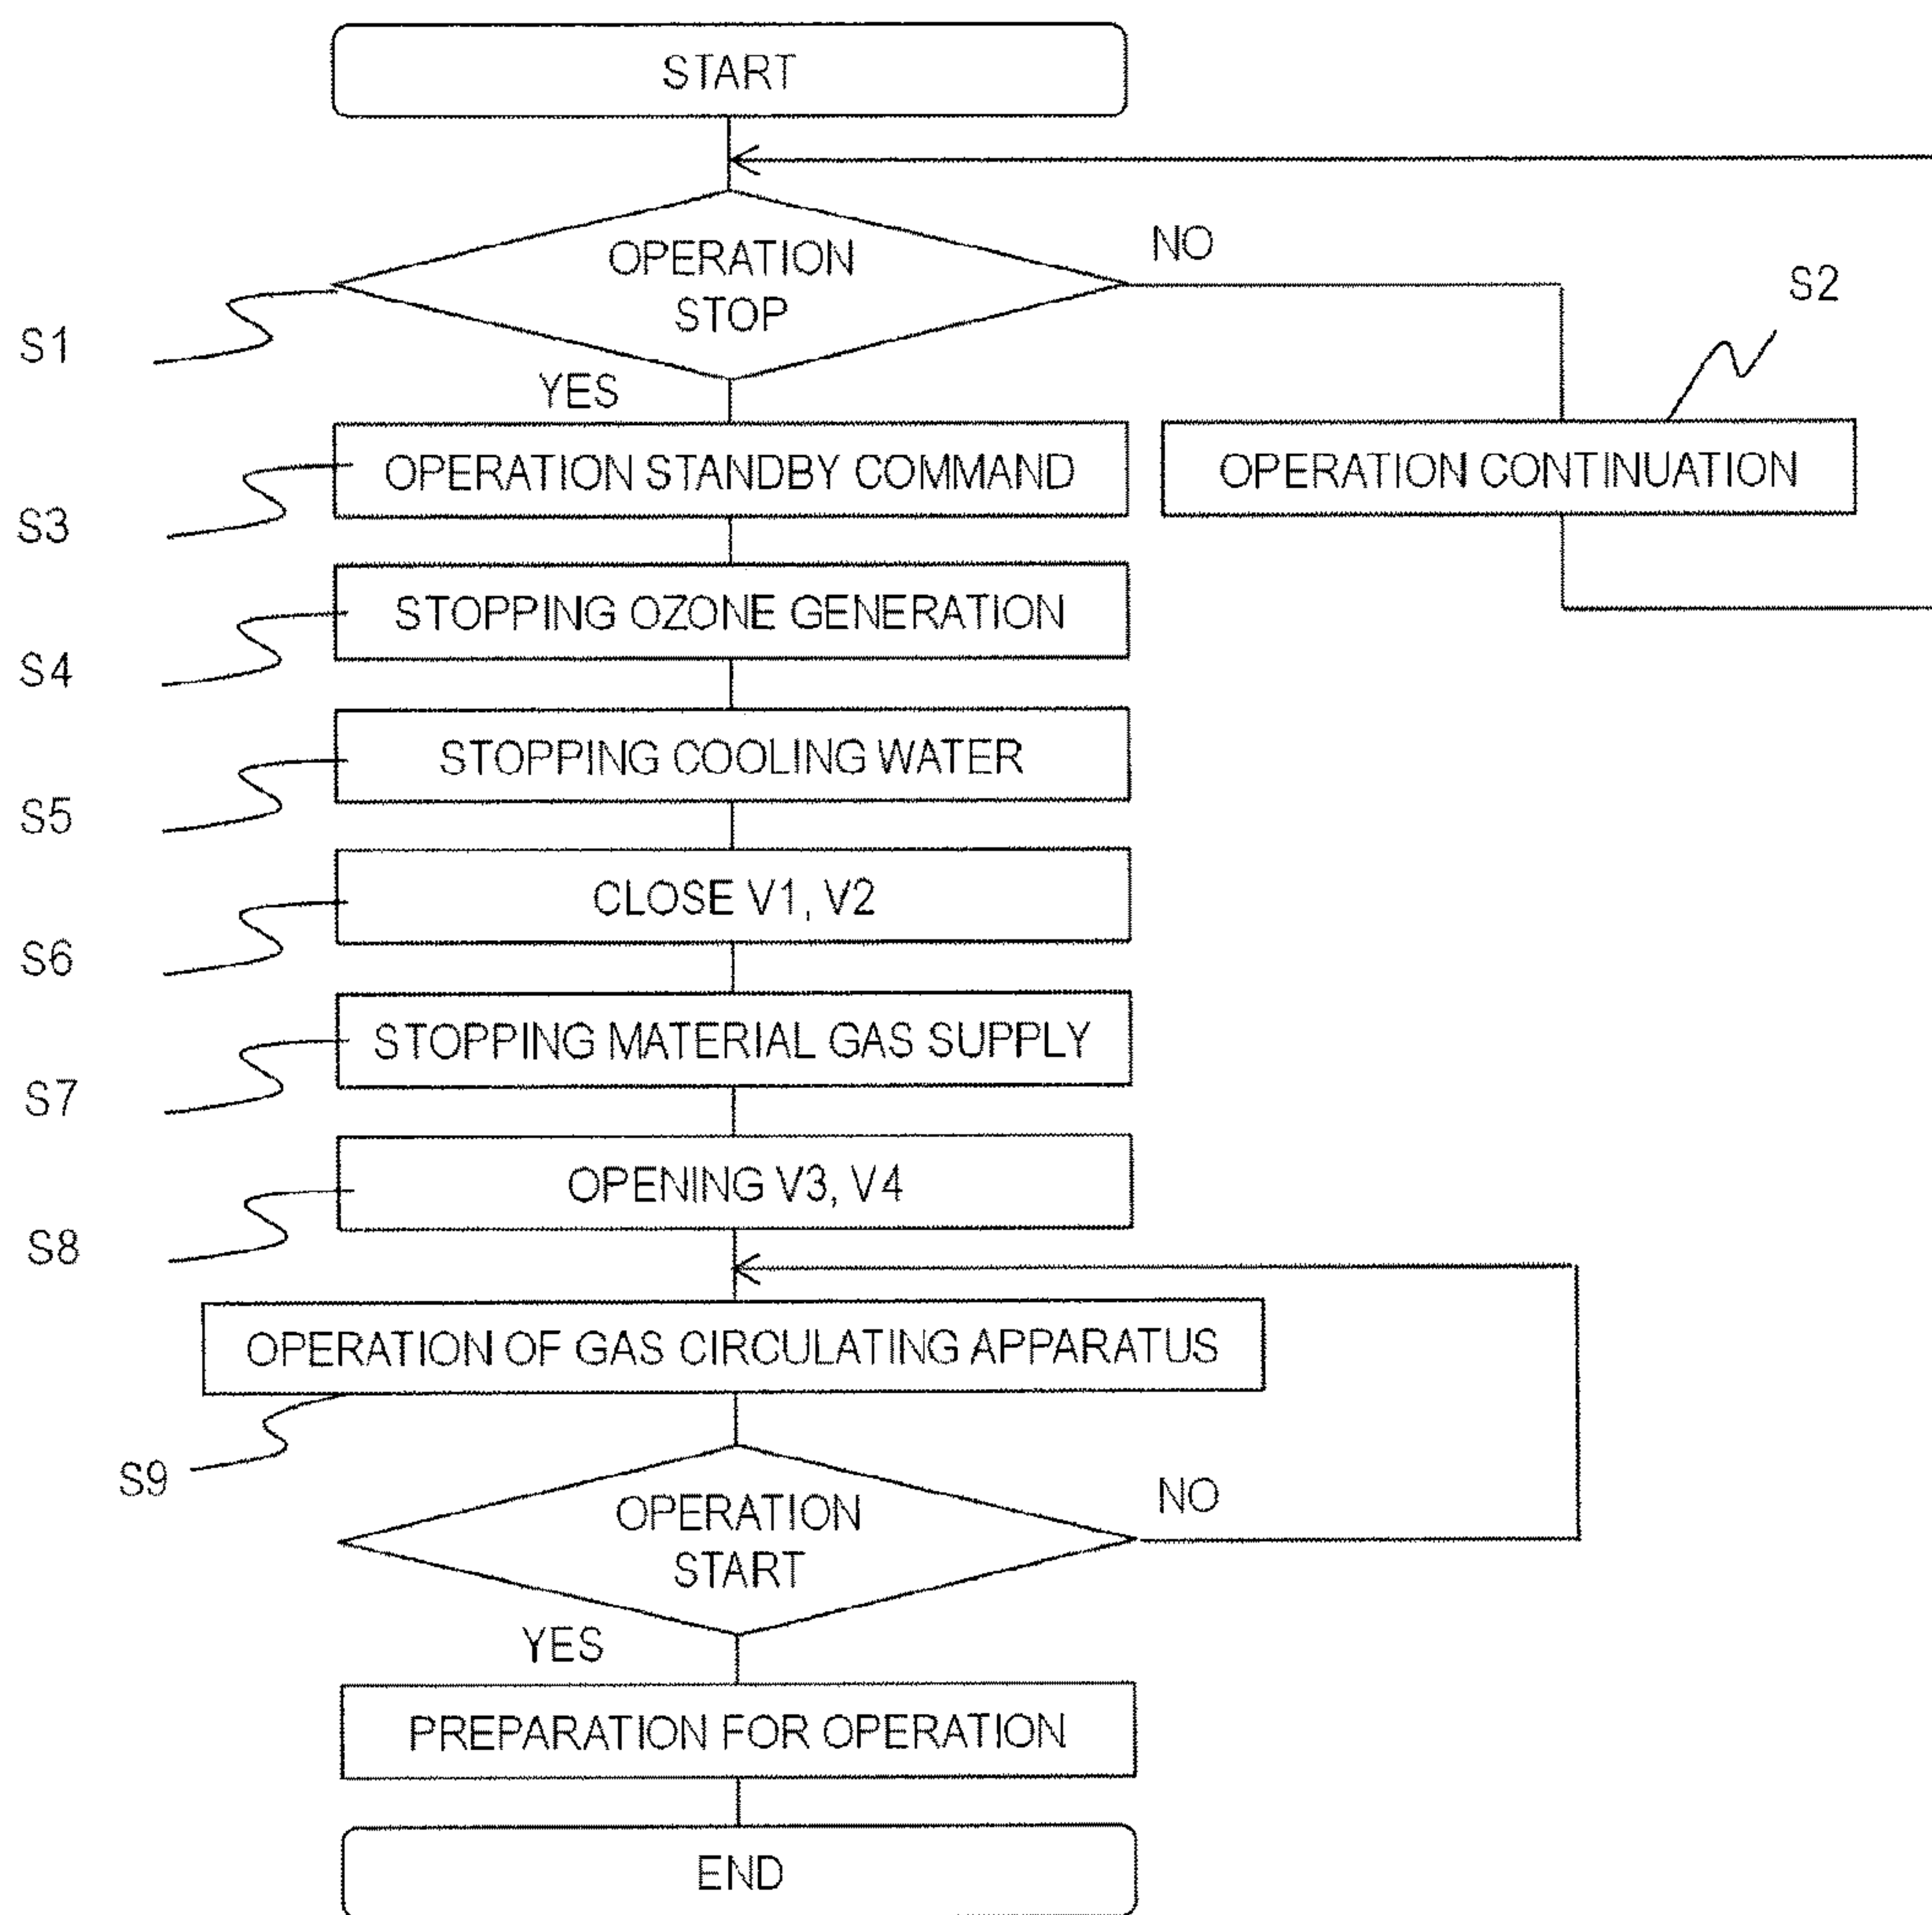 START
OPERATION
STOP
NO
S1
S2
YES
OPERATION STANDBY COMMAND
OPERATION CONTINUATION
S3
STOPPING OZONE GENERATION
S4
STOPPING COOLING WATER
S5
CLOSE V1, V2
S6
STOPPING MATERIAL GAS SUPPLY
S7
OPENING V3, V4
S8
OPERATION OF GAS CIRCULATING APPARATUS
S9
OPERATION
START
NO
YES
PREPARATION FOR OPERATION
END